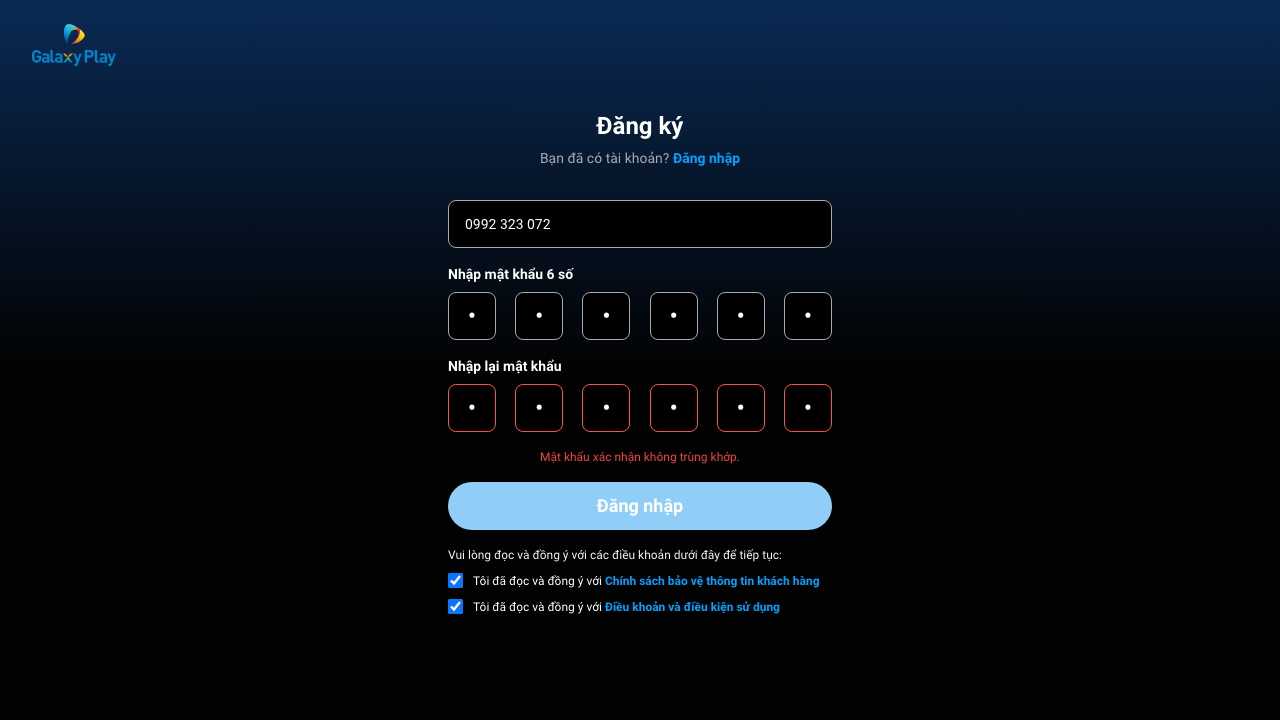 Galaxy Play
Đăng ký
Bạn đã có tài khoản? Đăng nhập
0992 323 072
Nhập mật khẩu 6 số
Nhập lại mật khẩu
Mật khẩu xác nhận không trùng khớp.
Đăng nhập
Vui lòng đọc và đồng ý với các điều khoản dưới đây để tiếp tục:
Tôi đã đọc và đồng ý với Chính sách bảo vệ thông tin khách hàng
Tôi đã đọc và đồng ý với Điều khoản và điều kiện sử dụng